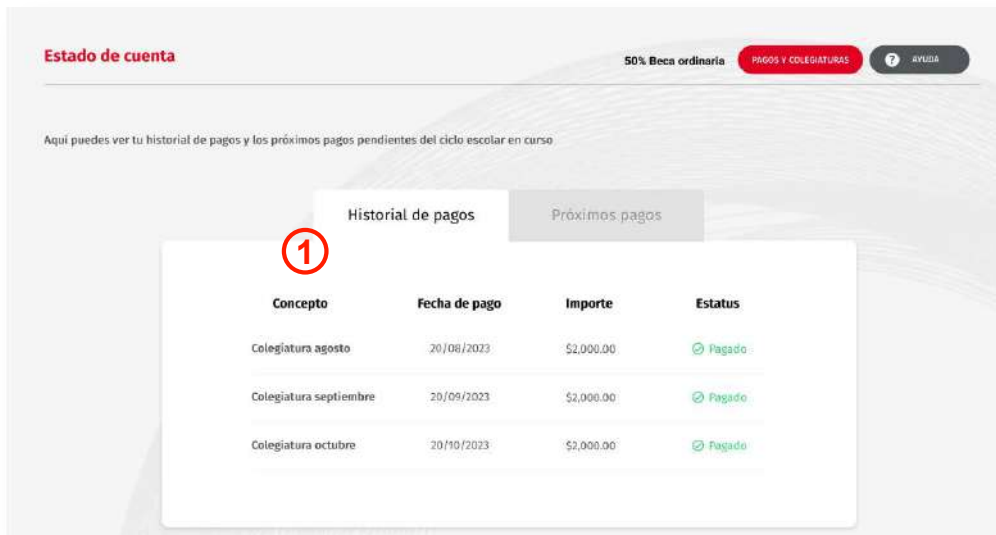 Estado de cuenta
50% Beca ordinaria
PAGOS Y COLEGIATURAS
? AYUDA
Aquí puedes ver tu historial de pagos y los próximos pagos pendientes del ciclo escolar en curso
Historial de pagos
Próximos pagos
1
Concepto Fecha de pago Importe Estatus
Colegiatura agosto 20/08/2023 $2,000.00 Pagado
Colegiatura septiembre 20/09/2023 $2,000.00 Pagado
Colegiatura octubre 20/10/2023 $2,000.00 Pagado